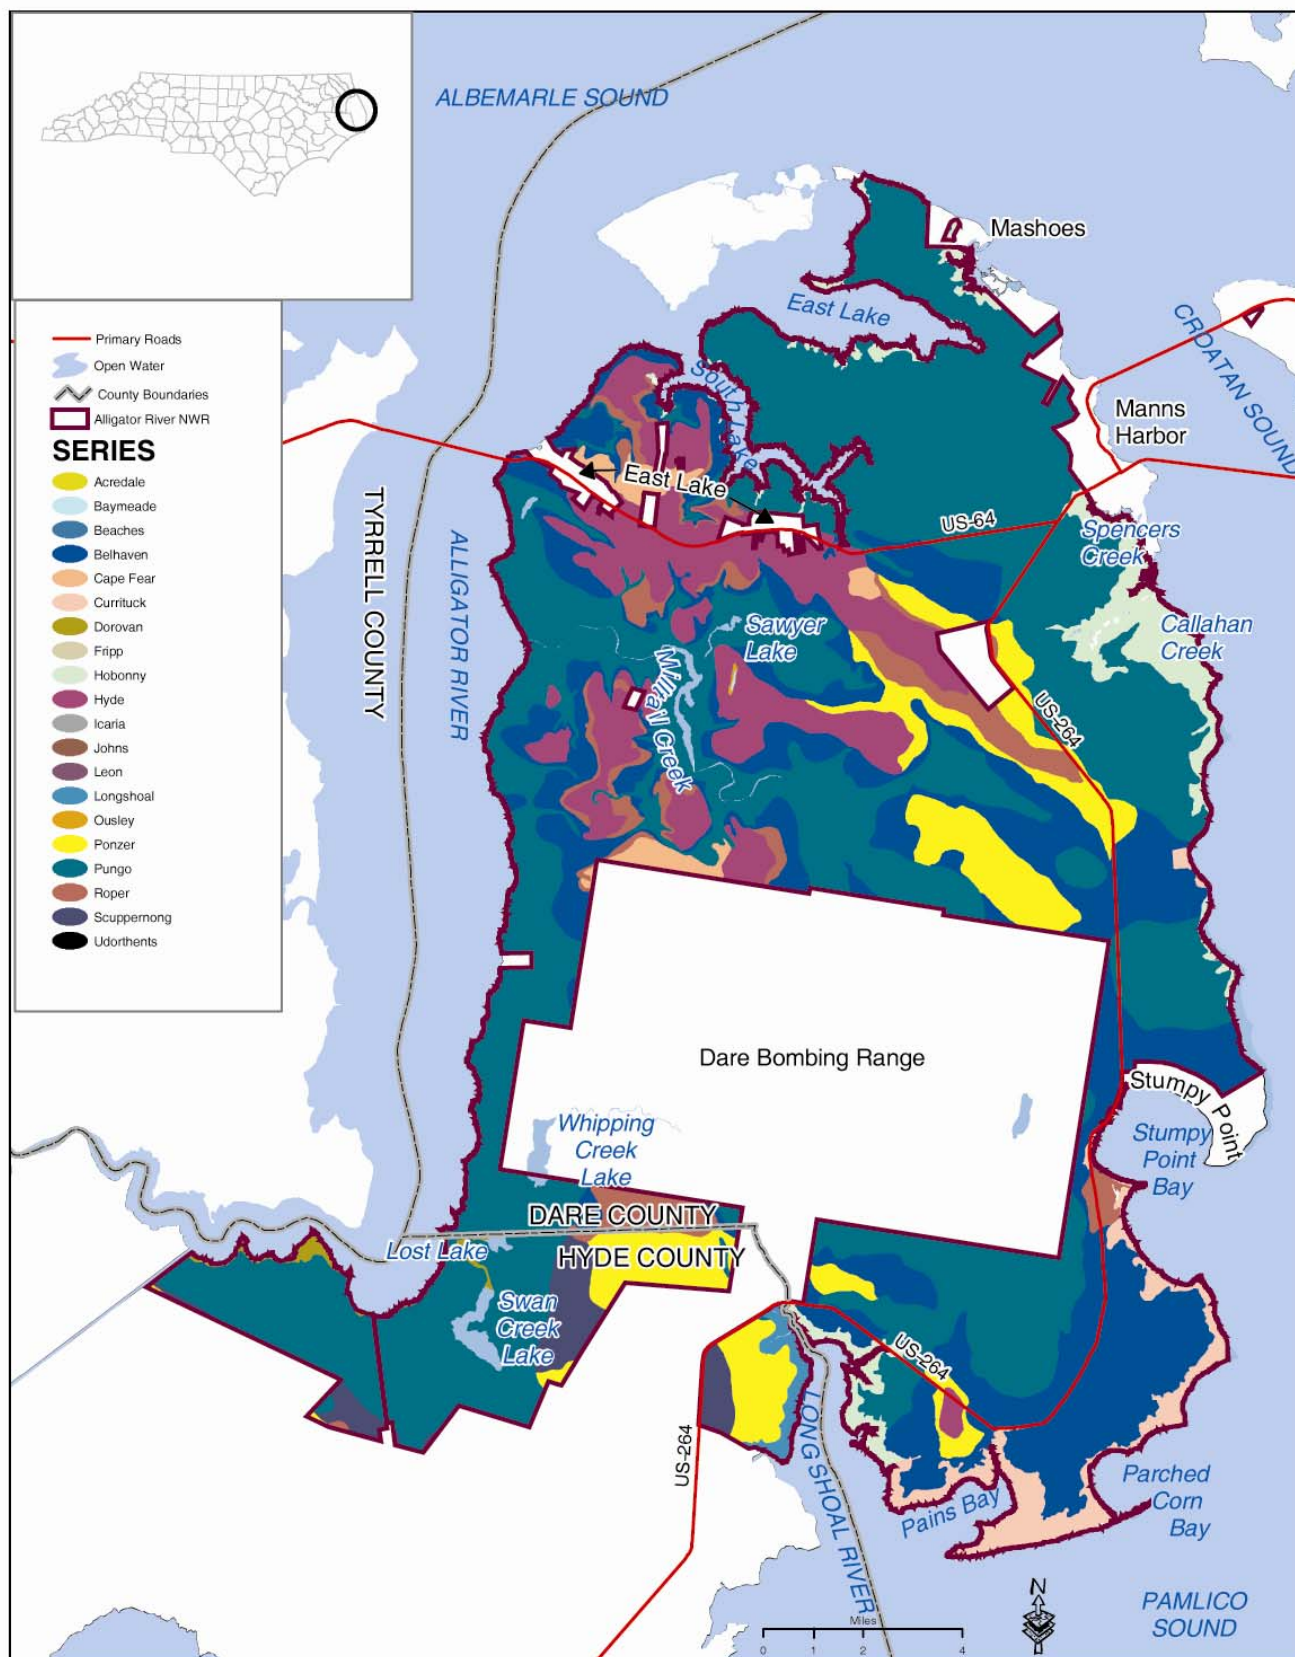 ALBEMARLE SOUND
Mashoes
East Lake
CROATAN SOUND
Primary Roads
Open Water
County Boundaries
Alligator River NWR
SERIES
Acredale
Baymeade
Beaches
Belhaven
Cape Fear
Currituck
Dorovan
Fripp
Hobonny
Hyde
Icaria
Johns
Leon
Longshoal
Ousley
Ponzer
Pungo
Roper
Scuppernong
Udorthents
South Lake
Manns
Harbor
East Lake
US-64
TYRRELL COUNTY
ALLIGATOR RIVER
Spencers
Creek
Sawyer
Lake
Callahan
Creek
Milltail Creek
US-264
Dare Bombing Range
Stumpy Point
Whipping
Creek
Lake
Stumpy
Point
Bay
DARE COUNTY
Lost Lake
HYDE COUNTY
Swan
Creek
Lake
US-264
US-264
LONG SHOAL RIVER
Pains Bay
Parched
Corn
Bay
PAMLICO
SOUND
N
Miles
0 1 2 4